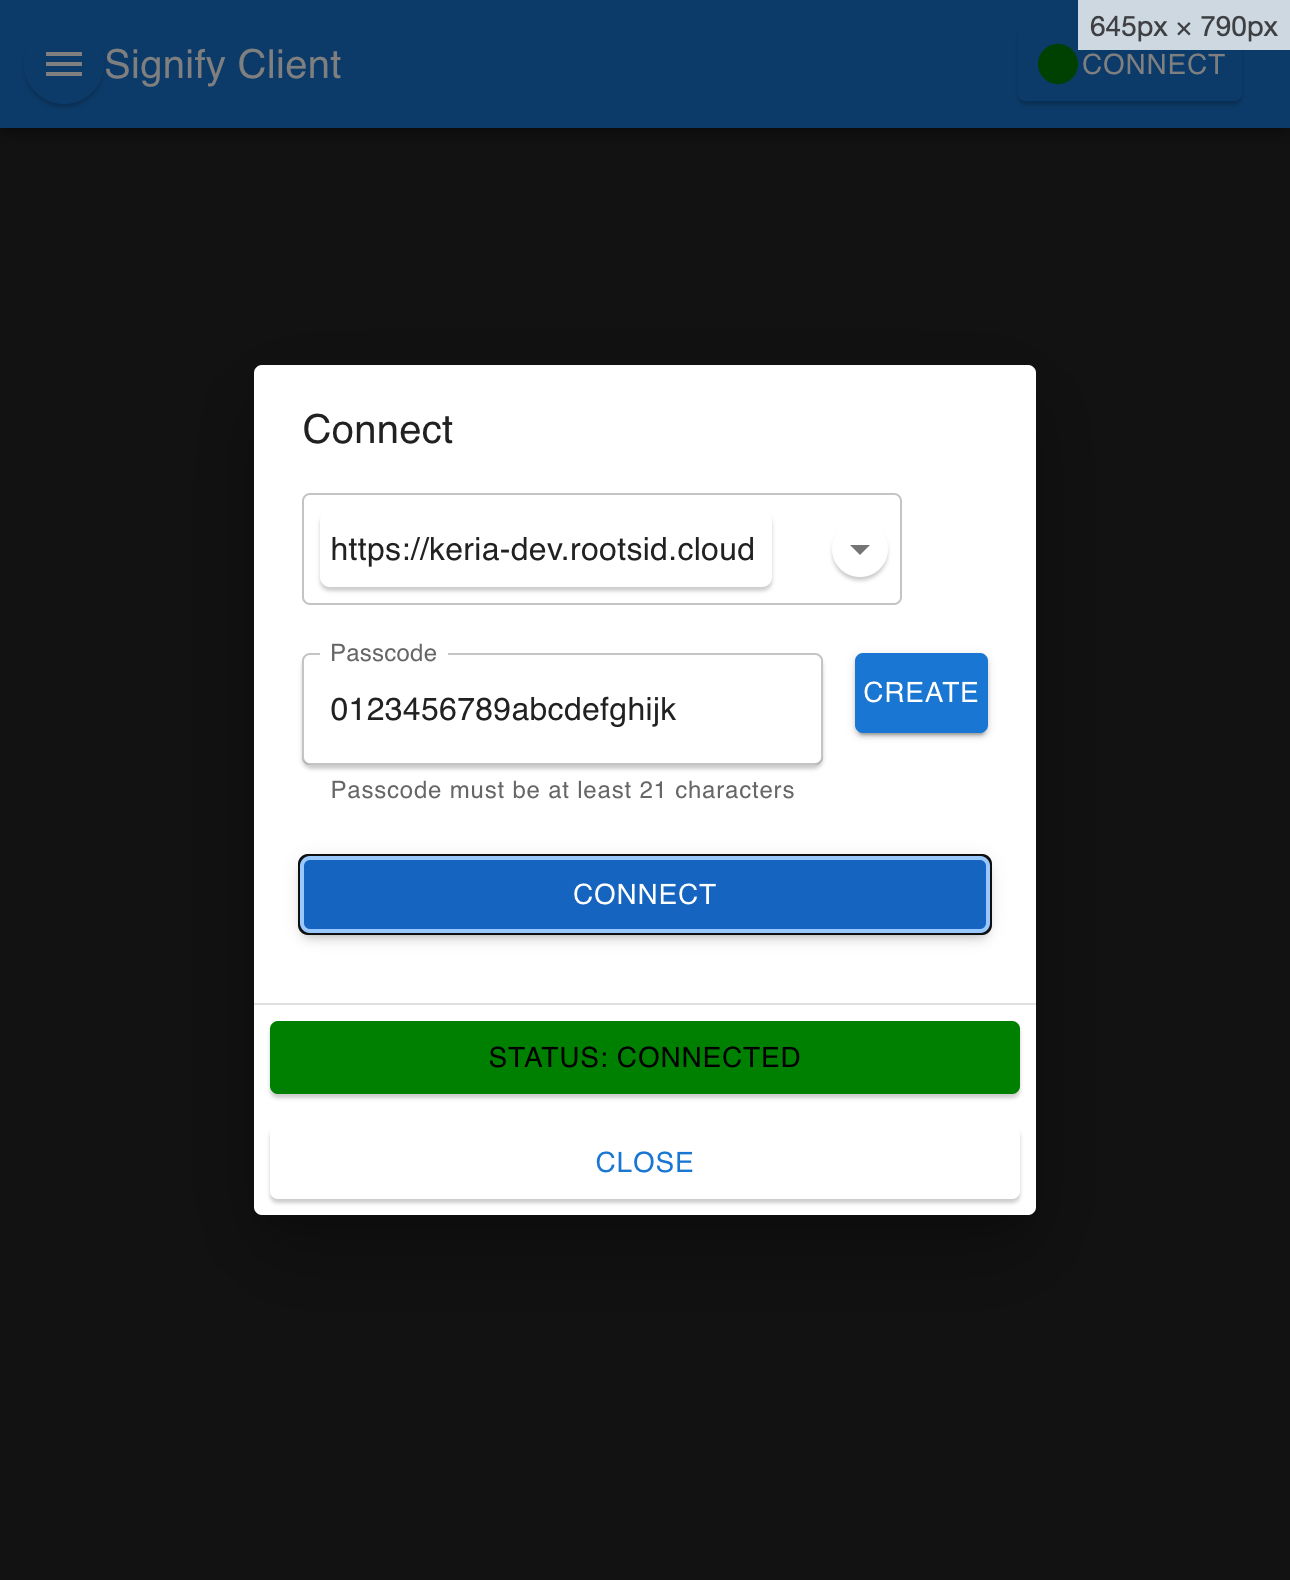 645px × 790px
Signify Client
CONNECT
Connect
https://keria-dev.rootsid.cloud
Passcode
0123456789abcdefghijk
CREATE
Passcode must be at least 21 characters
CONNECT
STATUS: CONNECTED
CLOSE